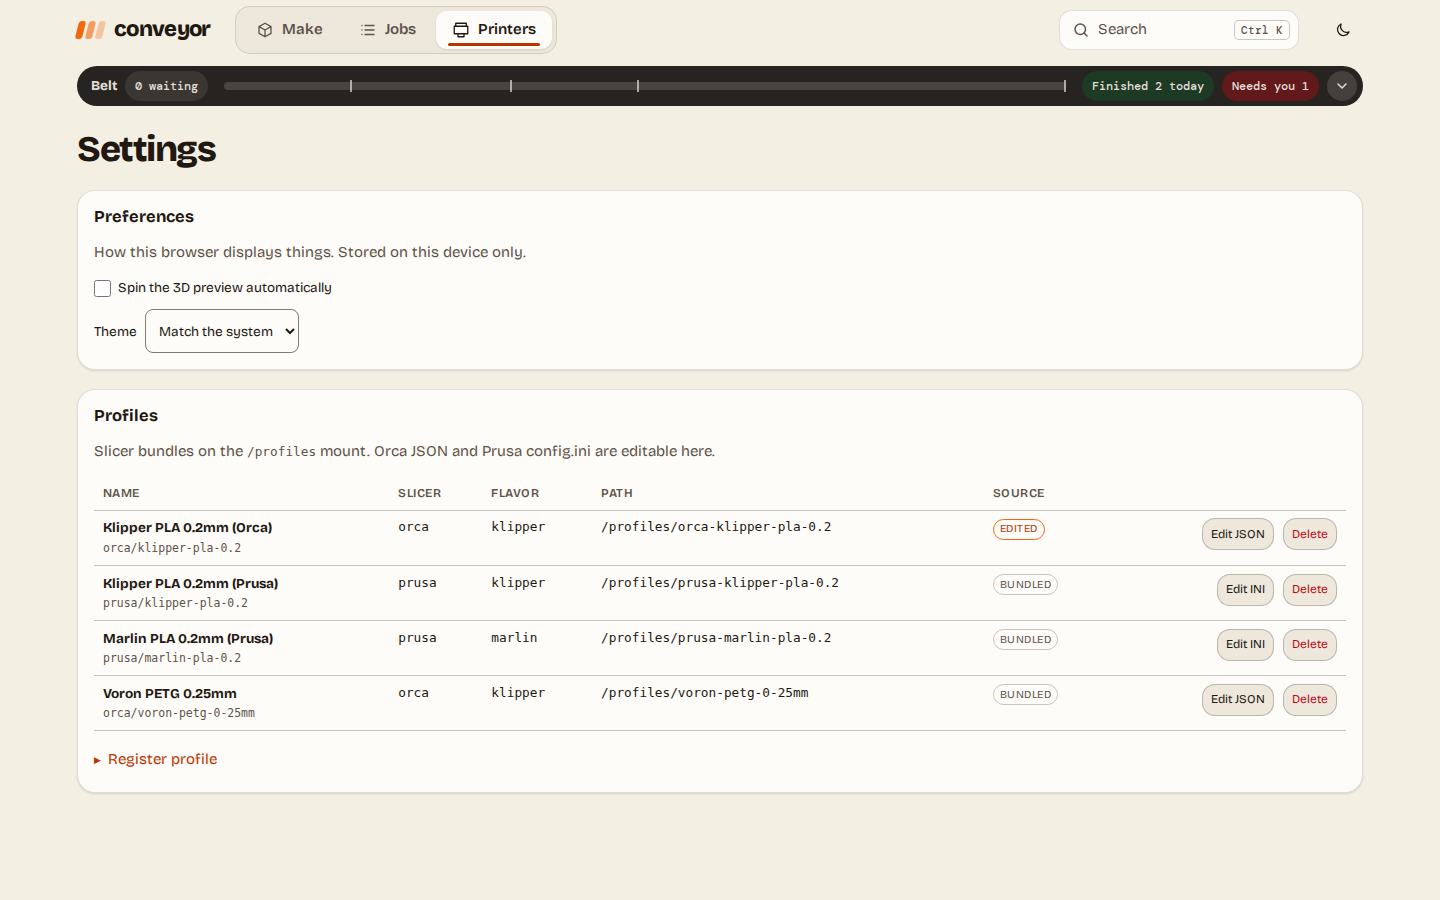 conveyor
Make
Jobs
Printers
Search
Ctrl K
Belt
0 waiting
Finished 2 today
Needs you 1
Settings
Preferences
How this browser displays things. Stored on this device only.
Spin the 3D preview automatically
Theme
Match the system
Profiles
Slicer bundles on the /profiles mount. Orca JSON and Prusa config.ini are editable here.
NAME SLICER FLAVOR PATH SOURCE
Klipper PLA 0.2mm (Orca) orca klipper /profiles/orca-klipper-pla-0.2 EDITED Edit JSON Delete
orca/klipper-pla-0.2
Klipper PLA 0.2mm (Prusa) prusa klipper /profiles/prusa-klipper-pla-0.2 BUNDLED Edit INI Delete
prusa/klipper-pla-0.2
Marlin PLA 0.2mm (Prusa) prusa marlin /profiles/prusa-marlin-pla-0.2 BUNDLED Edit INI Delete
prusa/marlin-pla-0.2
Voron PETG 0.25mm orca klipper /profiles/voron-petg-0-25mm BUNDLED Edit JSON Delete
orca/voron-petg-0-25mm
Register profile